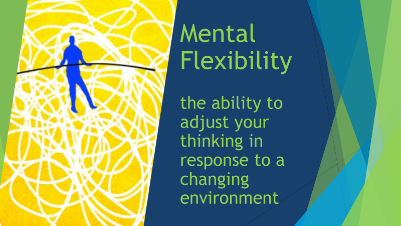 Mental
Flexibility
the ability to
adjust your
thinking in
response to a
changing
environment